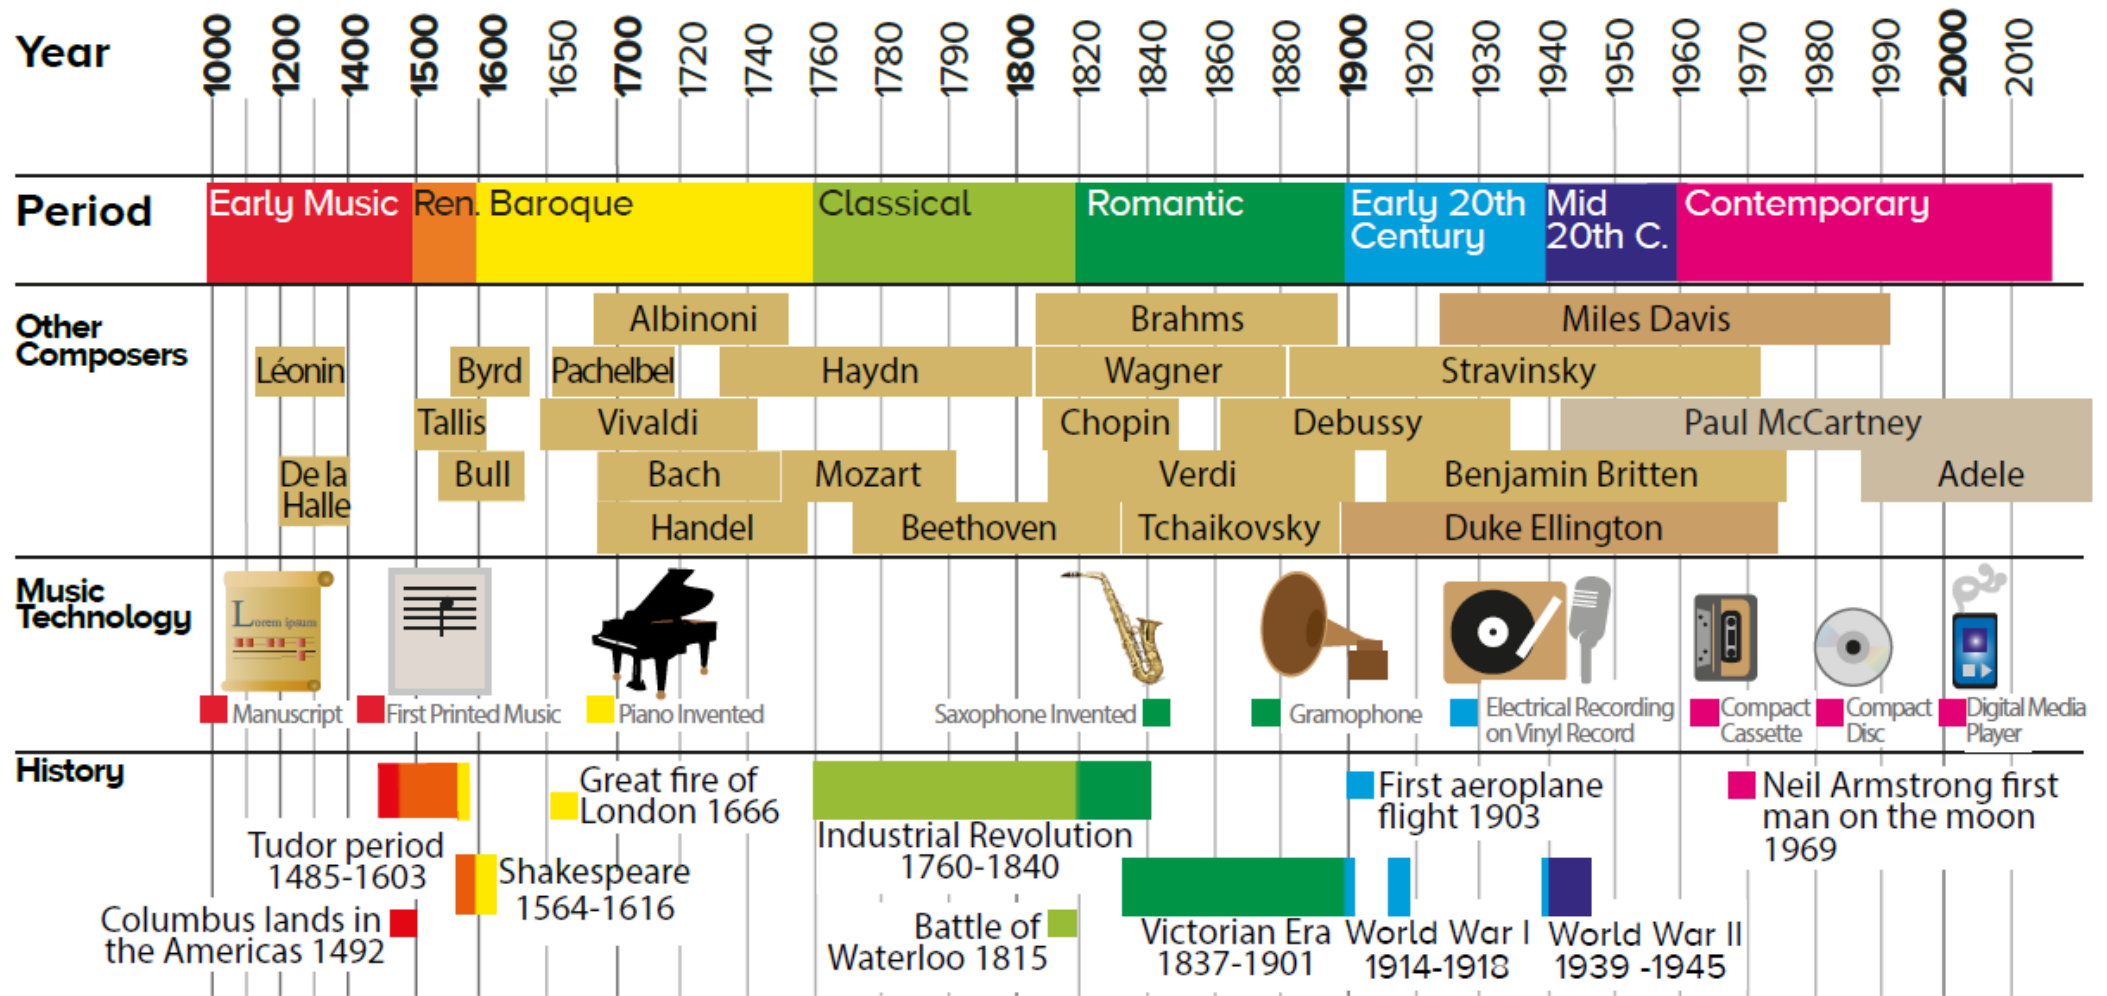 Year
1000 1200 1400 1500 1600 1650 1700 1720 1740 1760 1780 1790 1800 1820 1840 1860 1880 1900 1920 1930 1940 1950 1960 1970 1980 1990 2000 2010
Period
Early Music
Ren.
Baroque
Classical
Romantic
Early 20th
Century
Mid
20th C.
Contemporary
Other
Composers
Albinoni
Brahms
Miles Davis
Léonin
Byrd
Pachelbel
Haydn
Wagner
Stravinsky
Tallis
Vivaldi
Chopin
Debussy
Paul McCartney
De la
Halle
Bull
Bach
Mozart
Verdi
Benjamin Britten
Adele
Handel
Beethoven
Tchaikovsky
Duke Ellington
Music
Technology
Lorem ipsum
Manuscript
First Printed Music
Piano Invented
Saxophone Invented
Gramophone
Electrical Recording
on Vinyl Record
Compact
Cassette
Compact
Disc
Digital Media
Player
History
Tudor period
1485-1603
Columbus lands in
the Americas 1492
Great fire of
London 1666
Shakespeare
1564-1616
Industrial Revolution
1760-1840
Battle of
Waterloo 1815
Victorian Era
1837-1901
First aeroplane
flight 1903
World War I
1914-1918
World War II
1939 -1945
Neil Armstrong first
man on the moon
1969